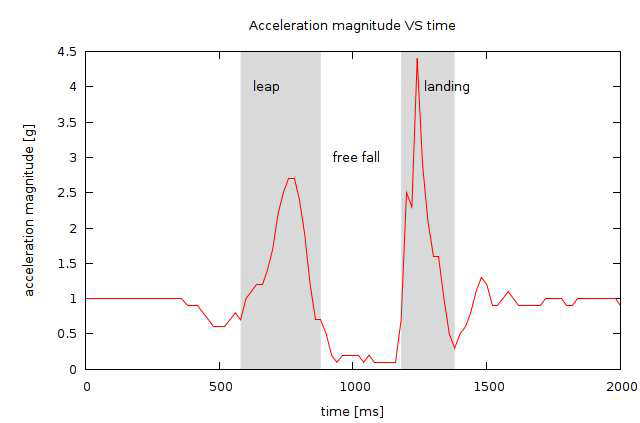 Acceleration magnitude VS time
4.5
4
3.5
3
2.5
2
1.5
1
0.5
0
acceleration magnitude [g]
leap
landing
free fall
0
500
1000
1500
2000
time [ms]